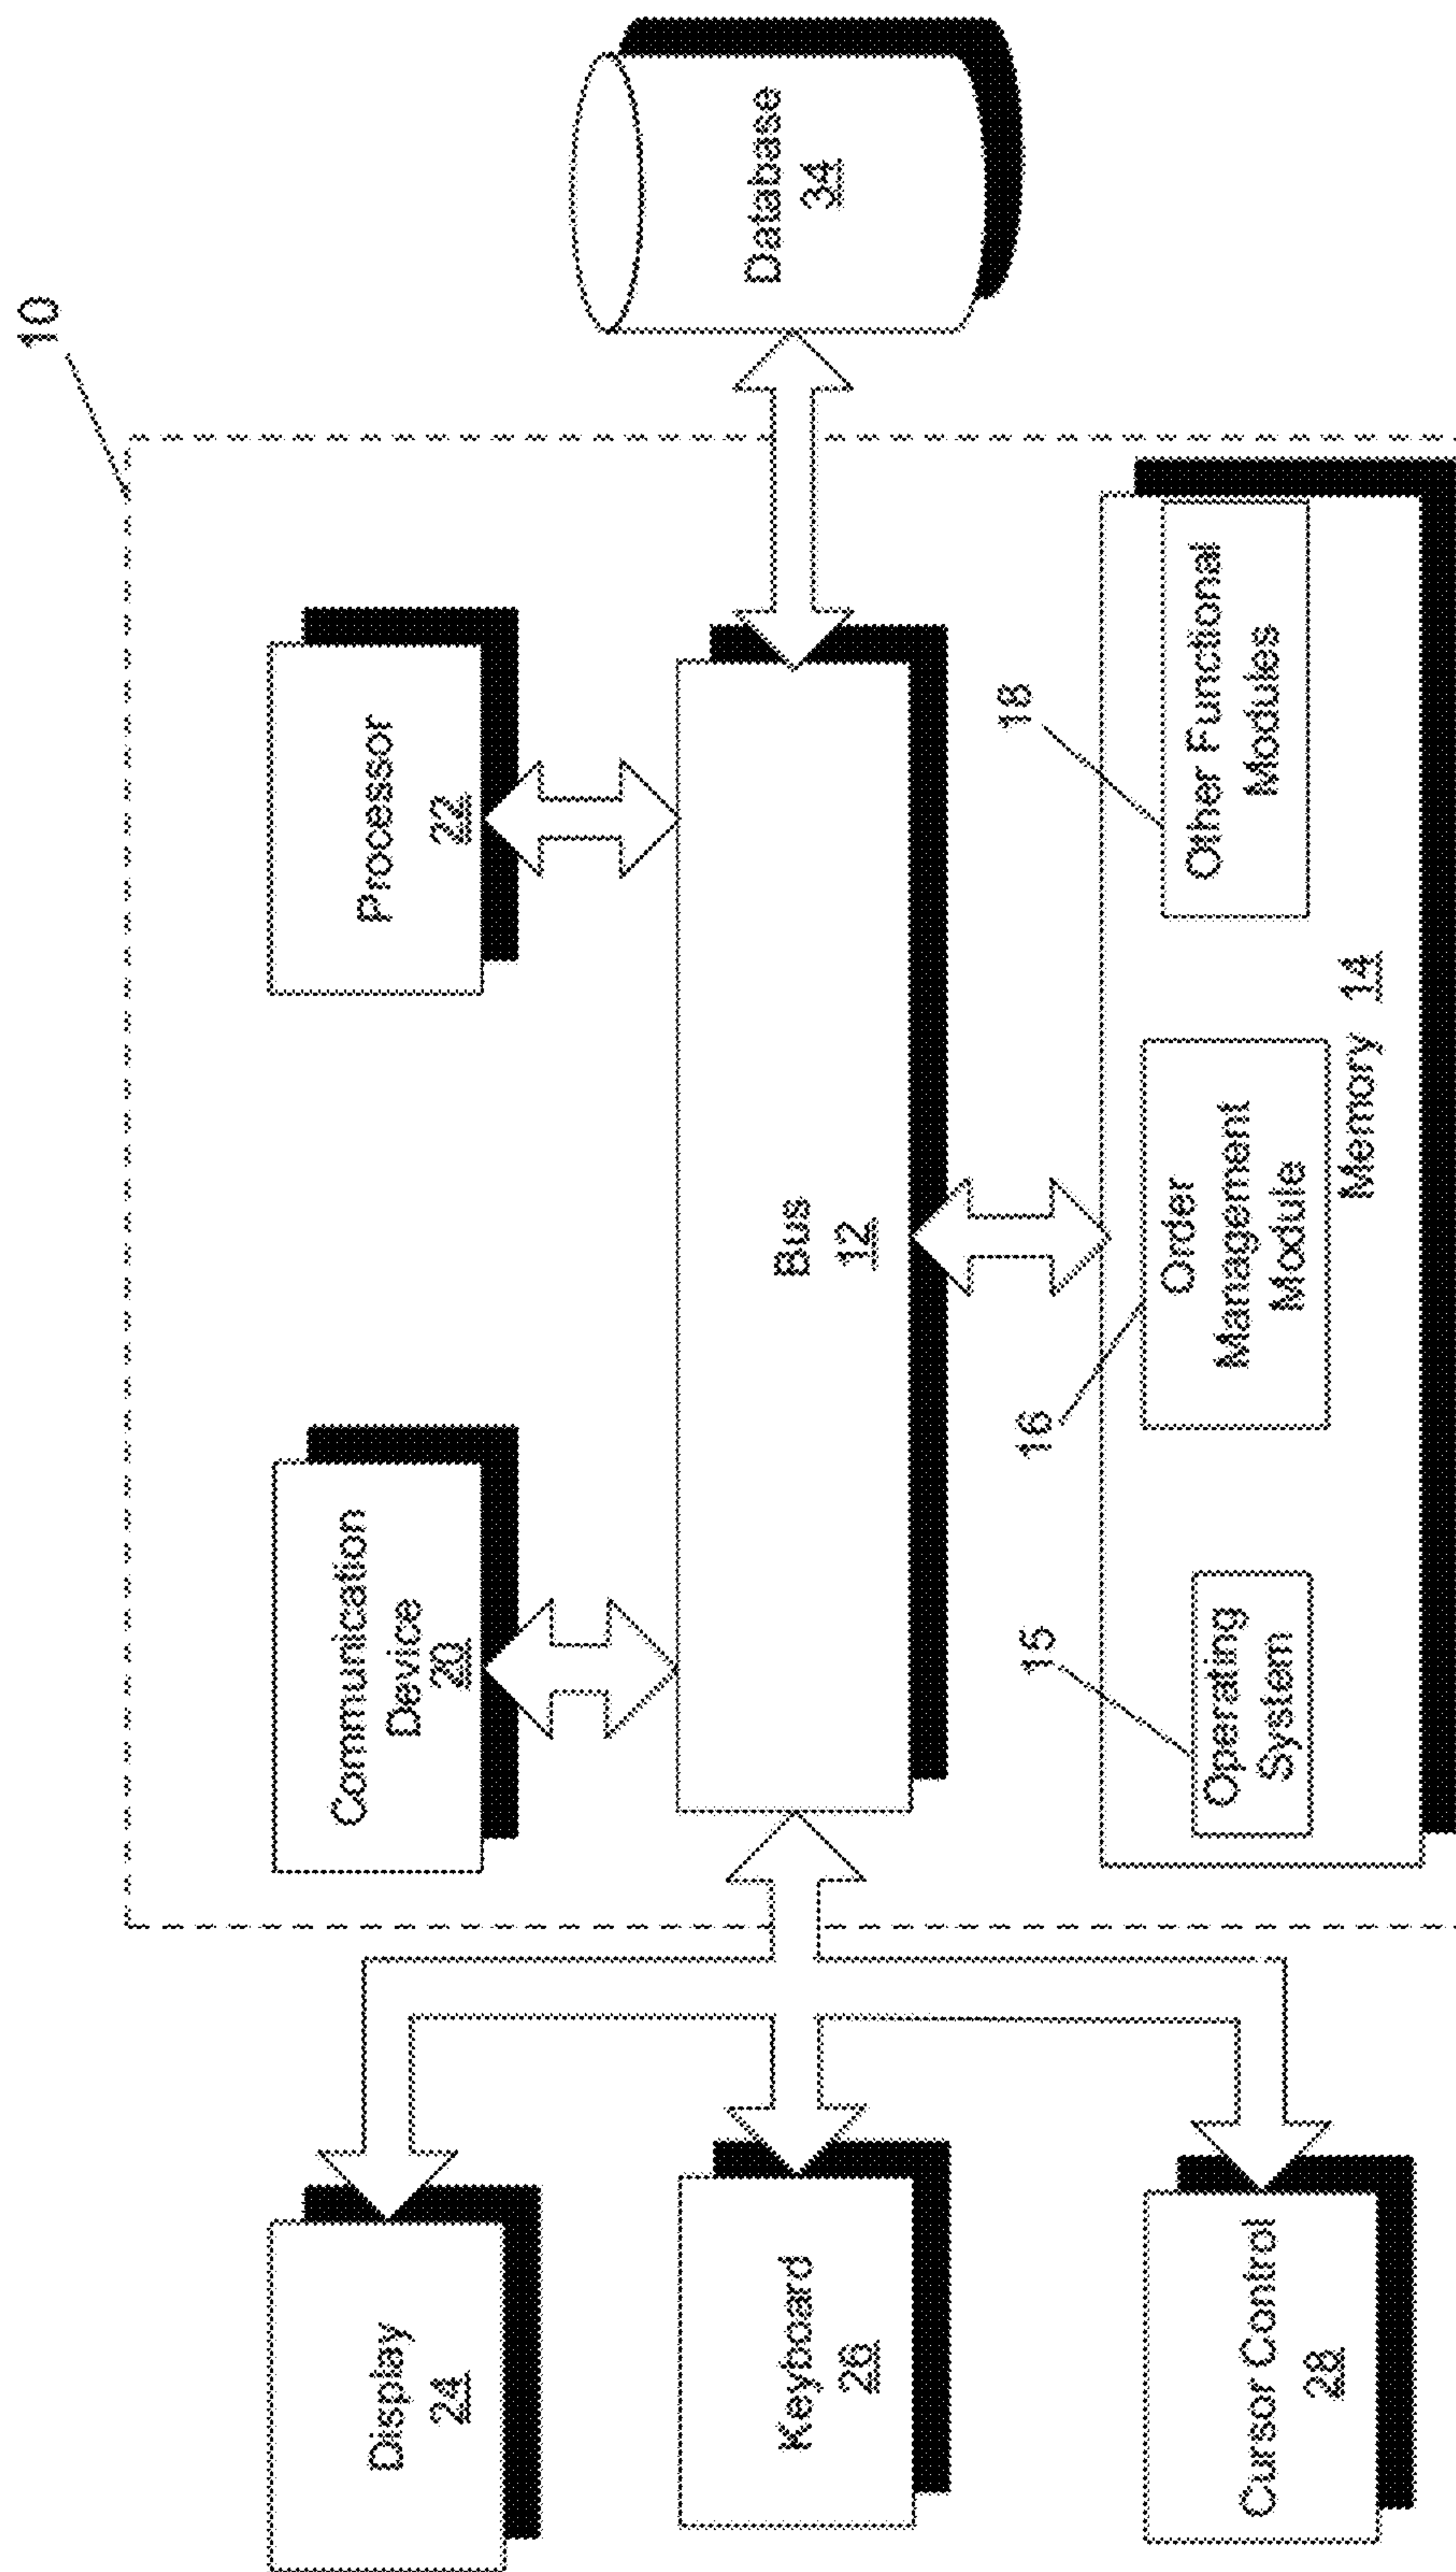 10
Communication
Device
20
Processor
22
Display
24
Keyboard
26
Bus
12
Database
34
Cursor Control
28
15
16
18
Operating
System
Order
Management
Module
Other Functional
Modules
Memory 14